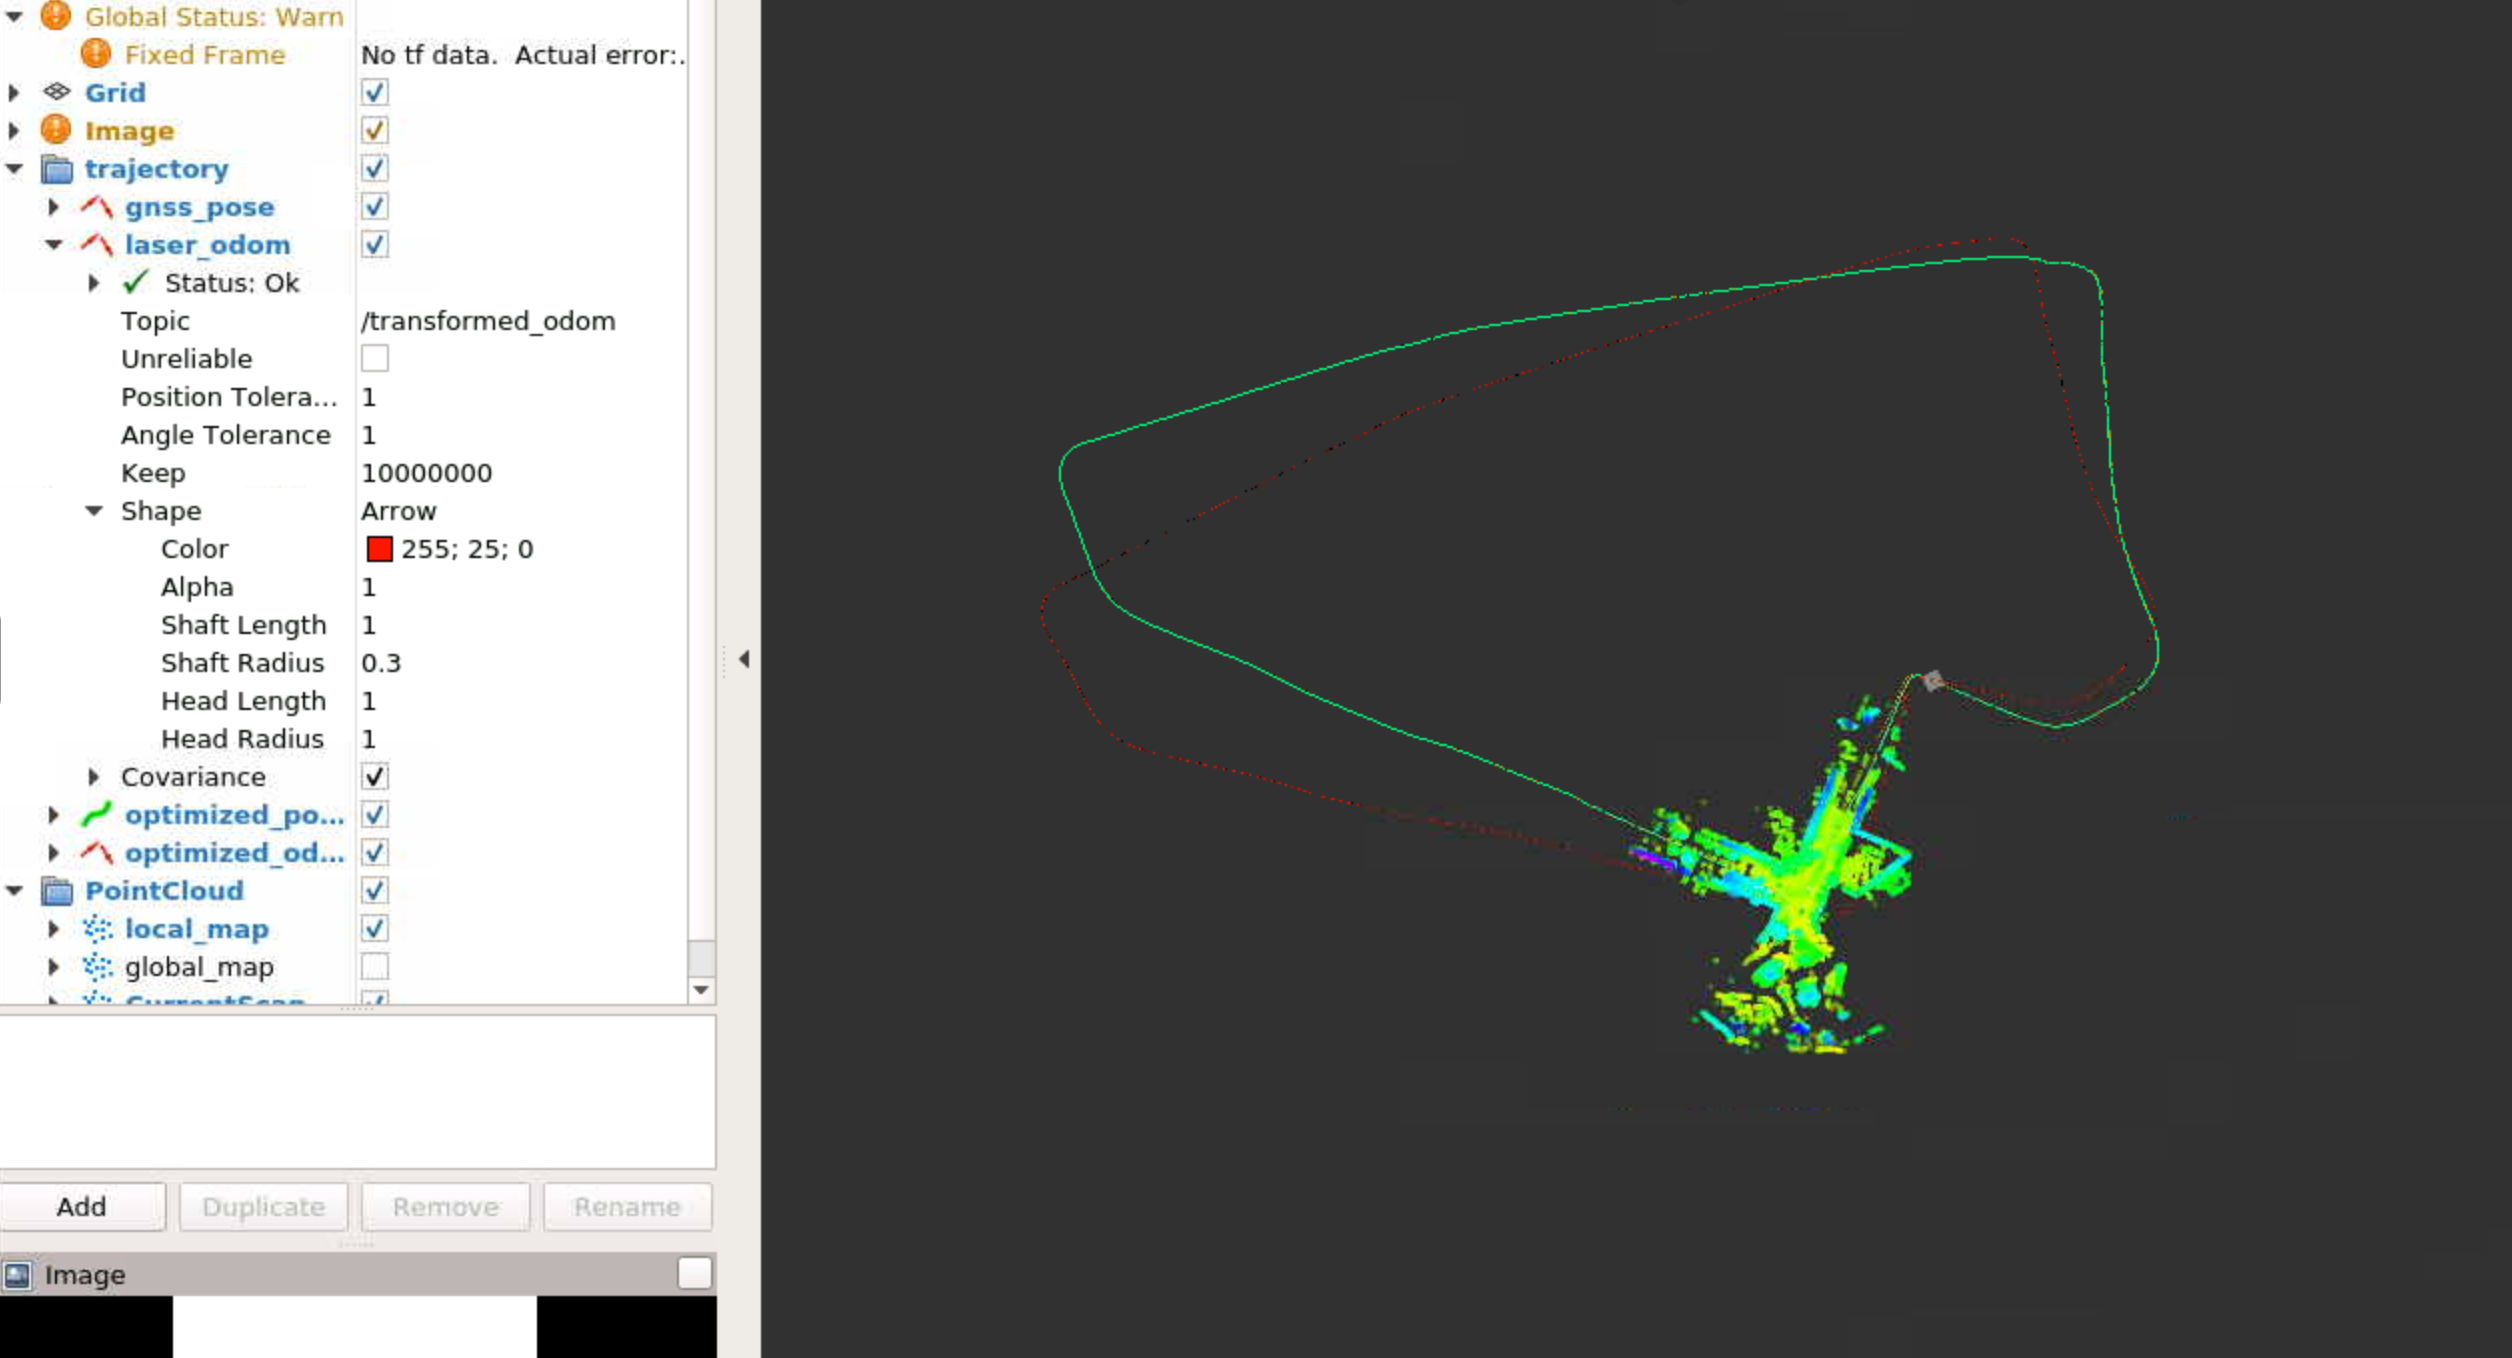 Global Status: Warn
Fixed Frame No tf data.  Actual error:.
Grid
Image
trajectory
gnss_pose
laser_odom
Status: Ok
Topic /transformed_odom
Unreliable
Position Tolera... 1
Angle Tolerance 1
Keep 10000000
Shape Arrow
Color 255; 25; 0
Alpha 1
Shaft Length 1
Shaft Radius 0.3
Head Length 1
Head Radius 1
Covariance
optimized_po...
optimized_od...
PointCloud
local_map
global_map
CurrentScan
Add Duplicate Remove Rename
Image